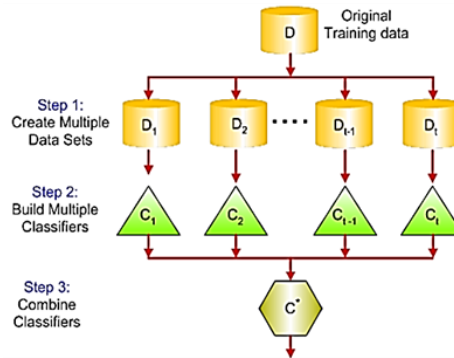 Original
Training data
D
Step 1:
Create Multiple
Data Sets
D1
D2
....
Dt-1
Dt
Step 2:
Build Multiple
Classifiers
C1
C2
Ct-1
Ct
Step 3:
Combine
Classifiers
C*